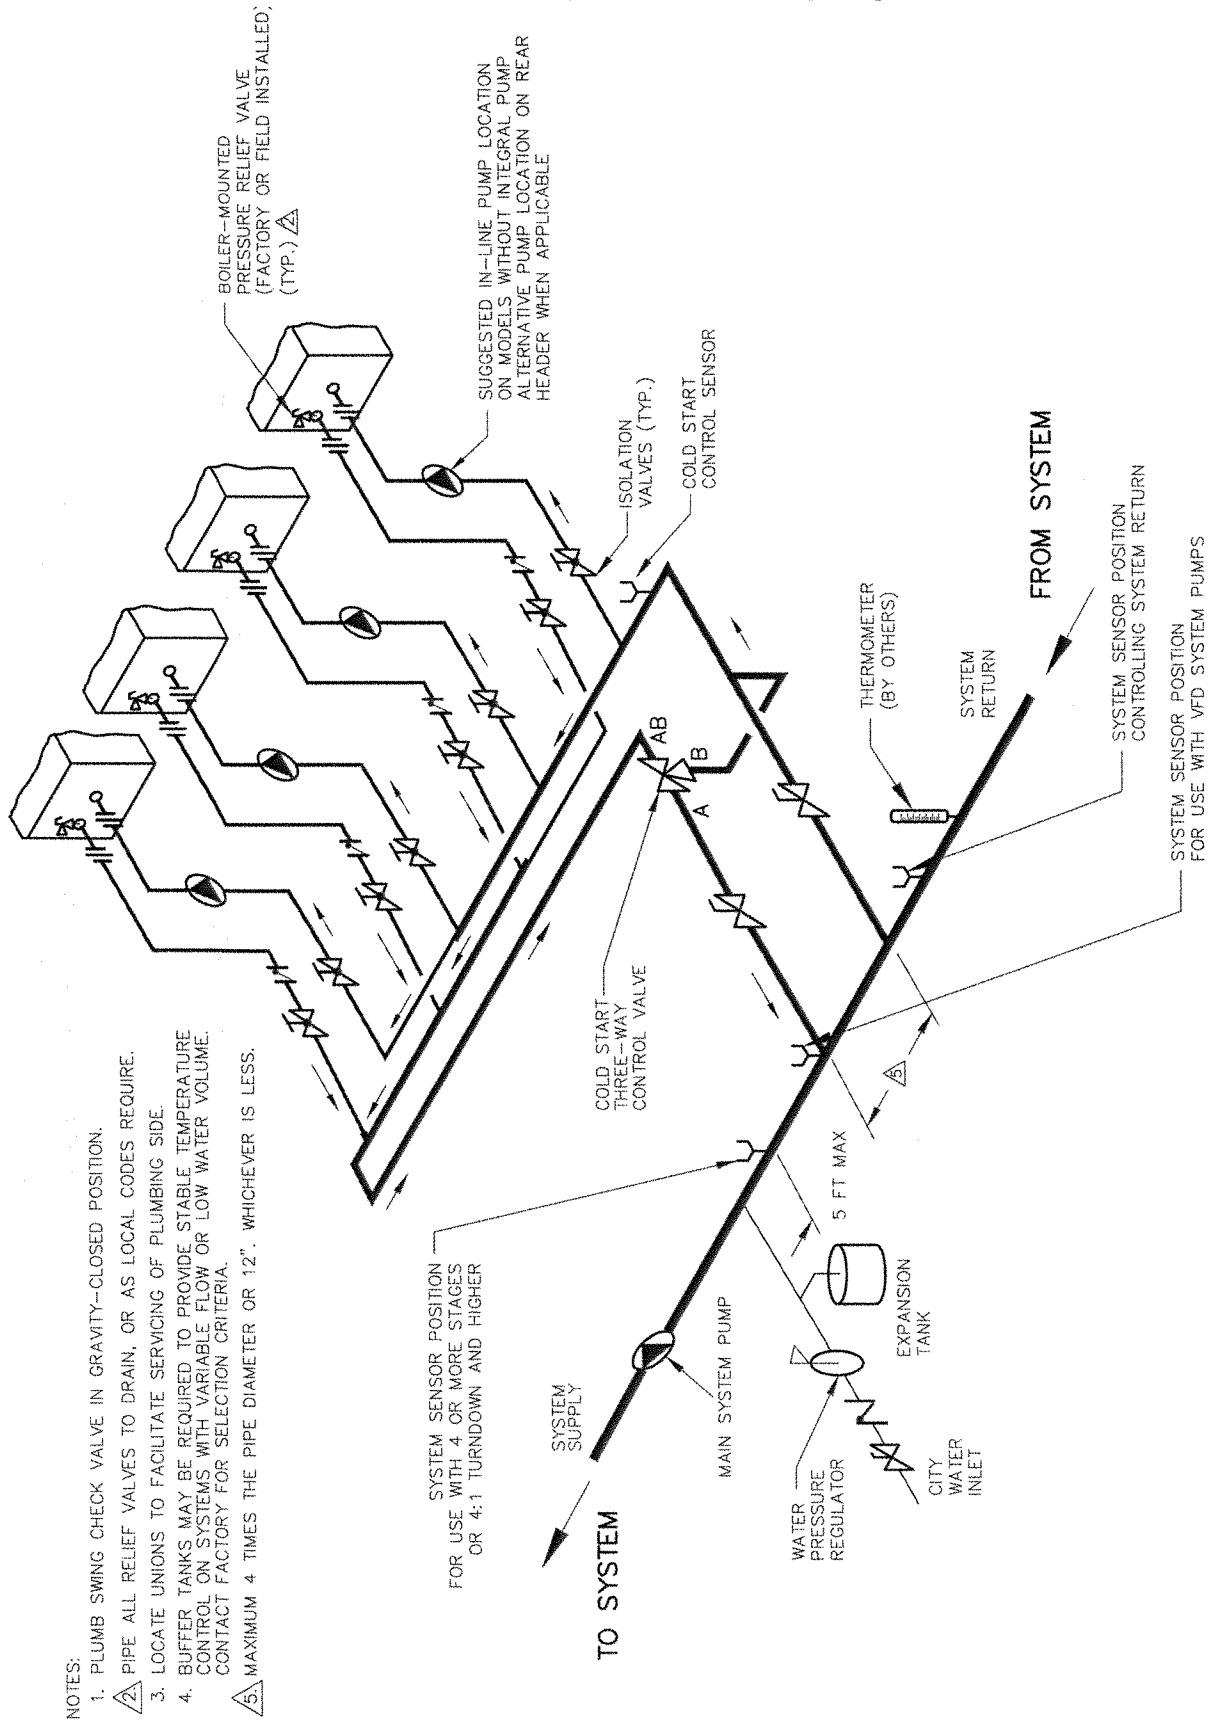 NOTES:
1. PLUMB SWING CHECK VALVE IN GRAVITY-CLOSED POSITION.
2. PIPE ALL RELIEF VALVES TO DRAIN, OR AS LOCAL CODES REQUIRE.
3. LOCATE UNIONS TO FACILITATE SERVICING OF PLUMBING SIDE.
4. BUFFER TANKS MAY BE REQUIRED TO PROVIDE STABLE TEMPERATURE
CONTROL ON SYSTEMS WITH VARIABLE FLOW OR LOW WATER VOLUME.
CONTACT FACTORY FOR SELECTION CRITERIA.
5. MAXIMUM 4 TIMES THE PIPE DIAMETER OR 12". WHICHEVER IS LESS.
BOILER-MOUNTED
PRESSURE RELIEF VALVE
(FACTORY OR FIELD INSTALLED)
(TYP.) 2
SUGGESTED IN-LINE PUMP LOCATION
ON MODELS WITHOUT INTEGRAL PUMP
ALTERNATIVE PUMP LOCATION ON REAR
HEADER WHEN APPLICABLE
ISOLATION
VALVES (TYP.)
COLD START
CONTROL SENSOR
COLD START
THREE-WAY
CONTROL VALVE
AB
B
A
SYSTEM SENSOR POSITION
FOR USE WITH 4 OR MORE STAGES
OR 4:1 TURNDOWN AND HIGHER
FROM SYSTEM
SYSTEM
RETURN
THERMOMETER
(BY OTHERS)
SYSTEM SENSOR POSITION
CONTROLLING SYSTEM RETURN
SYSTEM SENSOR POSITION
FOR USE WITH VFD SYSTEM PUMPS
5
5 FT MAX
SYSTEM
SUPPLY
TO SYSTEM
MAIN SYSTEM PUMP
EXPANSION
TANK
WATER
PRESSURE
REGULATOR
CITY
WATER
INLET